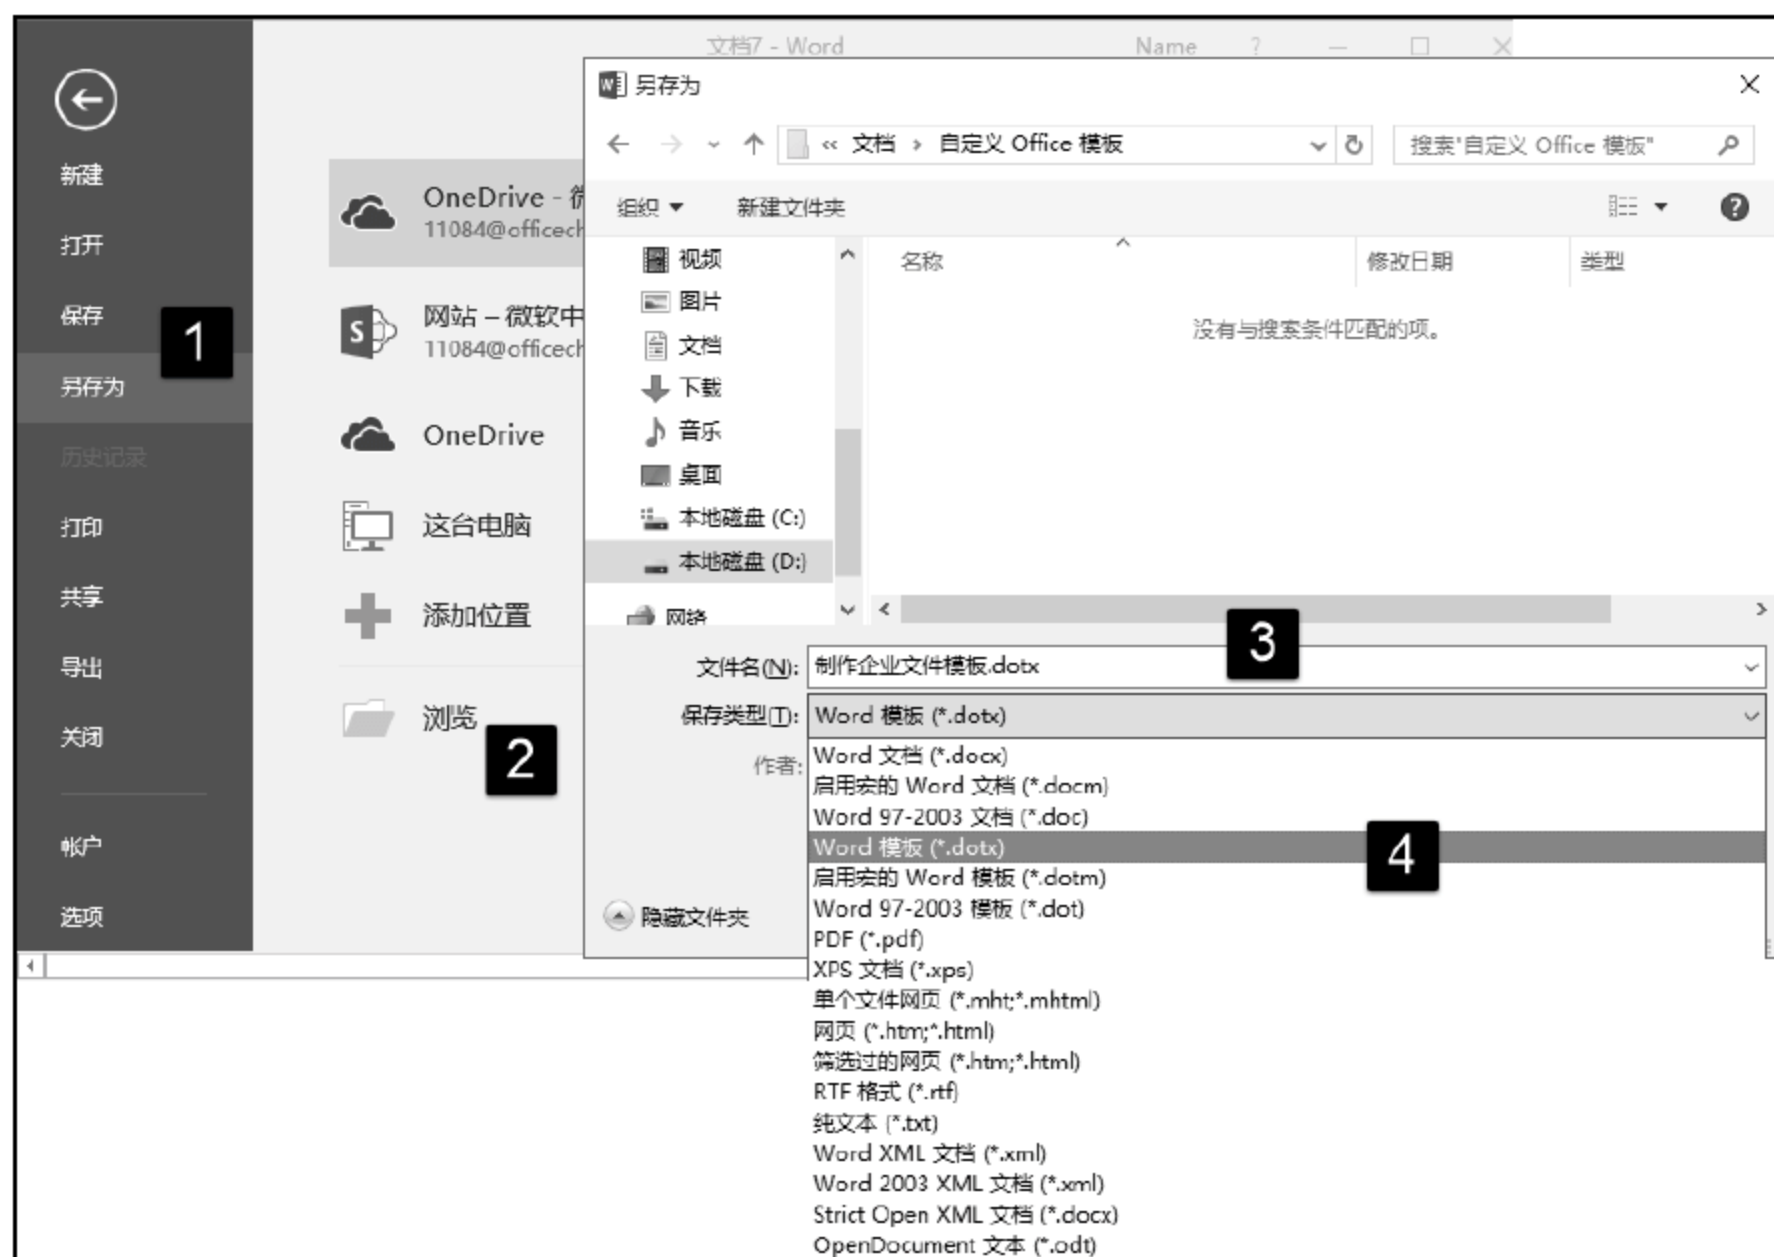 文档7 - Word Name ?
新建
打开
保存
1
另存为
历史记录
打印
共享
导出
关闭
帐户
选项
OneDrive - 微
11084@officech
网站 – 微软中
11084@officech
OneDrive
这台电脑
添加位置
浏览
2
另存为
« 文档 › 自定义 Office 模板
搜索"自定义 Office 模板"
组织 新建文件夹
视频
图片
文档
下载
音乐
桌面
本地磁盘 (C:)
本地磁盘 (D:)
网络
名称 修改日期 类型
没有与搜索条件匹配的项。
3
文件名(N): 制作企业文件模板.dotx
保存类型(T): Word 模板 (*.dotx)
作者:
Word 文档 (*.docx)
启用宏的 Word 文档 (*.docm)
Word 97-2003 文档 (*.doc)
Word 模板 (*.dotx)
4
启用宏的 Word 模板 (*.dotm)
Word 97-2003 模板 (*.dot)
PDF (*.pdf)
XPS 文档 (*.xps)
单个文件网页 (*.mht;*.mhtml)
网页 (*.htm;*.html)
筛选过的网页 (*.htm;*.html)
RTF 格式 (*.rtf)
纯文本 (*.txt)
Word XML 文档 (*.xml)
Word 2003 XML 文档 (*.xml)
Strict Open XML 文档 (*.docx)
OpenDocument 文本 (*.odt)
隐藏文件夹